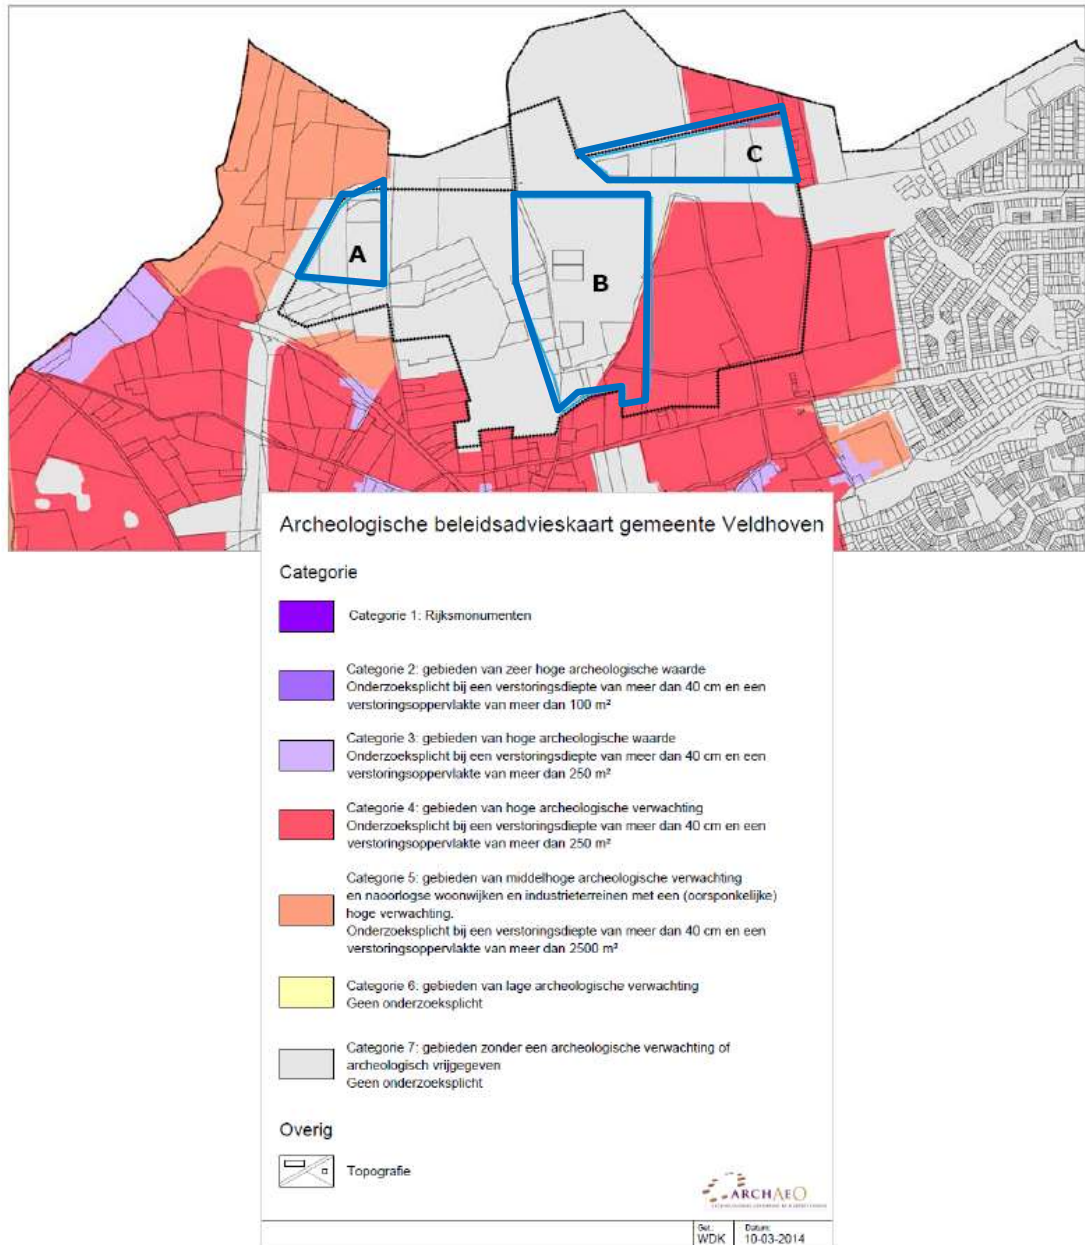 C
A
B
Archeologische beleidsadvieskaart gemeente Veldhoven
Categorie
Categorie 1: Rijksmonumenten
Categorie 2: gebieden van zeer hoge archeologische waarde
Onderzoeksplicht bij een verstoringsdiepte van meer dan 40 cm en een
verstoringsoppervlakte van meer dan 100 m²
Categorie 3: gebieden van hoge archeologische waarde
Onderzoeksplicht bij een verstoringsdiepte van meer dan 40 cm en een
verstoringsoppervlakte van meer dan 250 m²
Categorie 4: gebieden van hoge archeologische verwachting
Onderzoeksplicht bij een verstoringsdiepte van meer dan 40 cm en een
verstoringsoppervlakte van meer dan 250 m²
Categorie 5: gebieden van middelhoge archeologische verwachting
en naoorlogse woonwijken en industrieterreinen met een (oorsponkelijke)
hoge verwachting.
Onderzoeksplicht bij een verstoringsdiepte van meer dan 40 cm en een
verstoringsoppervlakte van meer dan 2500 m²
Categorie 6: gebieden van lage archeologische verwachting
Geen onderzoeksplicht
Categorie 7: gebieden zonder een archeologische verwachting of
archeologisch vrijgegeven
Geen onderzoeksplicht
Overig
Topografie
ARCHAEO
Get.: Datum:
WDK 10-03-2014